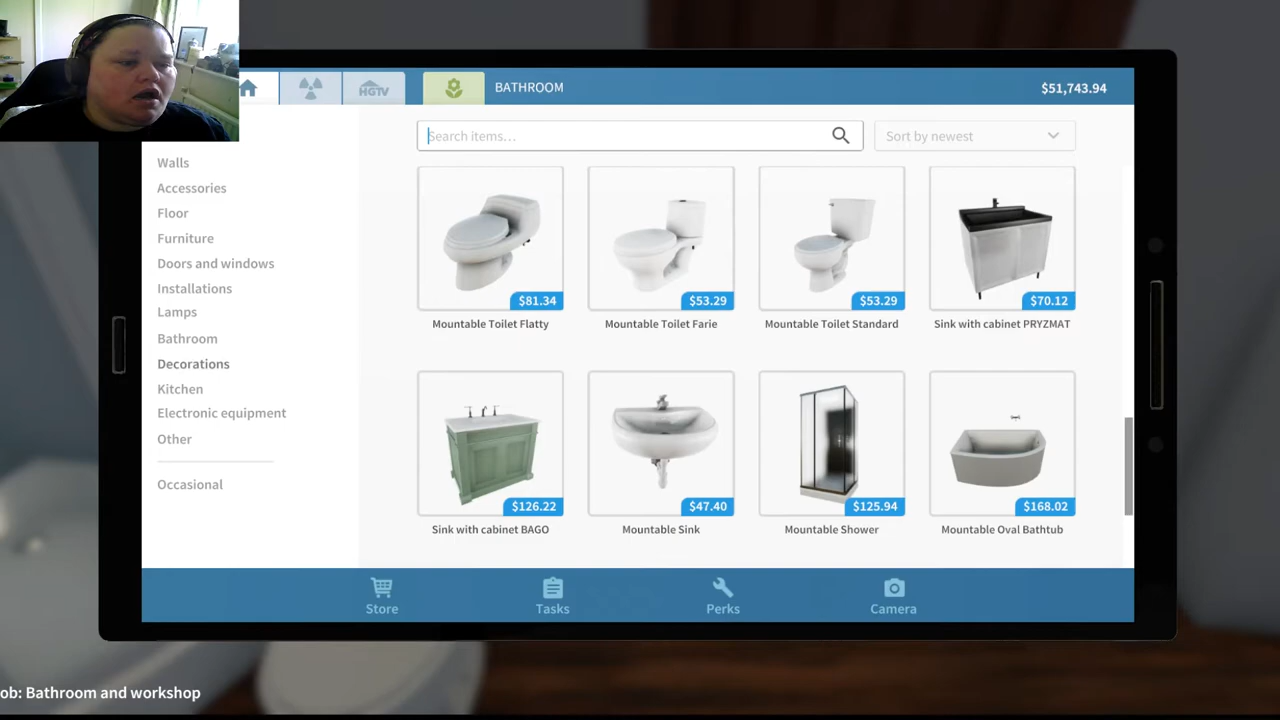 HGTV
BATHROOM
$51,743.94
Search items...
Sort by newest
Walls
Accessories
Floor
Furniture
Doors and windows
Installations
Lamps
Bathroom
Decorations
Kitchen
Electronic equipment
Other
Occasional
$81.34
$53.29
$53.29
$70.12
Mountable Toilet Flatty
Mountable Toilet Farie
Mountable Toilet Standard
Sink with cabinet PRYZMAT
$126.22
$47.40
$125.94
$168.02
Sink with cabinet BAGO
Mountable Sink
Mountable Shower
Mountable Oval Bathtub
Store
Tasks
Perks
Camera
ob: Bathroom and workshop